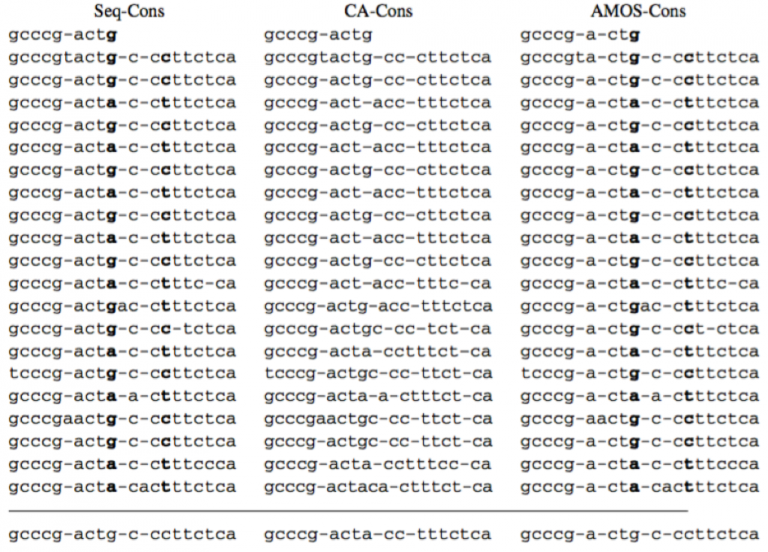 Seq-Cons CA-Cons AMOS-Cons
gcccg-actg gcccg-actg gcccg-a-ctg
gcccgtactg-c-ccttctca gcccgtactg-cc-cttctca gcccgta-ctg-c-ccttctca
gcccg-actg-c-ccttctca gcccg-actg-cc-cttctca gcccg-a-ctg-c-ccttctca
gcccg-acta-c-ctttctca gcccg-act-acc-tttctca gcccg-a-cta-c-ctttctca
gcccg-actg-c-ccttctca gcccg-actg-cc-cttctca gcccg-a-ctg-c-ccttctca
gcccg-acta-c-ctttctca gcccg-act-acc-tttctca gcccg-a-cta-c-ctttctca
gcccg-actg-c-ccttctca gcccg-actg-cc-cttctca gcccg-a-ctg-c-ccttctca
gcccg-acta-c-ctttctca gcccg-act-acc-tttctca gcccg-a-cta-c-ctttctca
gcccg-actg-c-ccttctca gcccg-actg-cc-cttctca gcccg-a-ctg-c-ccttctca
gcccg-acta-c-ctttctca gcccg-act-acc-tttctca gcccg-a-cta-c-ctttctca
gcccg-actg-c-ccttctca gcccg-actg-cc-cttctca gcccg-a-ctg-c-ccttctca
gcccg-acta-c-ctttc-ca gcccg-act-acc-tttc-ca gcccg-a-cta-c-ctttc-ca
gcccg-actgac-ctttctca gcccg-actg-acc-tttctca gcccg-a-ctgac-ctttctca
gcccg-actg-c-cc-tctca gcccg-actgc-cc-tct-ca gcccg-a-ctg-c-cct-ctca
gcccg-acta-c-ctttctca gcccg-acta-cctttct-ca gcccg-a-cta-c-ctttctca
tcccg-actg-c-ccttctca tcccg-actgc-cc-ttct-ca tcccg-a-ctg-c-ccttctca
gcccg-acta-a-ctttctca gcccg-acta-a-ctttct-ca gcccg-a-cta-a-ctttctca
gcccgaactg-c-ccttctca gcccgaactgc-cc-ttct-ca gcccg-aactg-c-ccttctca
gcccg-actg-c-ccttctca gcccg-actgc-cc-ttct-ca gcccg-a-ctg-c-ccttctca
gcccg-acta-c-ctttccca gcccg-acta-cctttcc-ca gcccg-a-cta-c-ctttccca
gcccg-acta-cactttctca gcccg-actaca-ctttct-ca gcccg-a-cta-cactttctca
gcccg-actg-c-ccttctca gcccg-acta-cc-tttctca gcccg-a-ctg-c-ccttctca